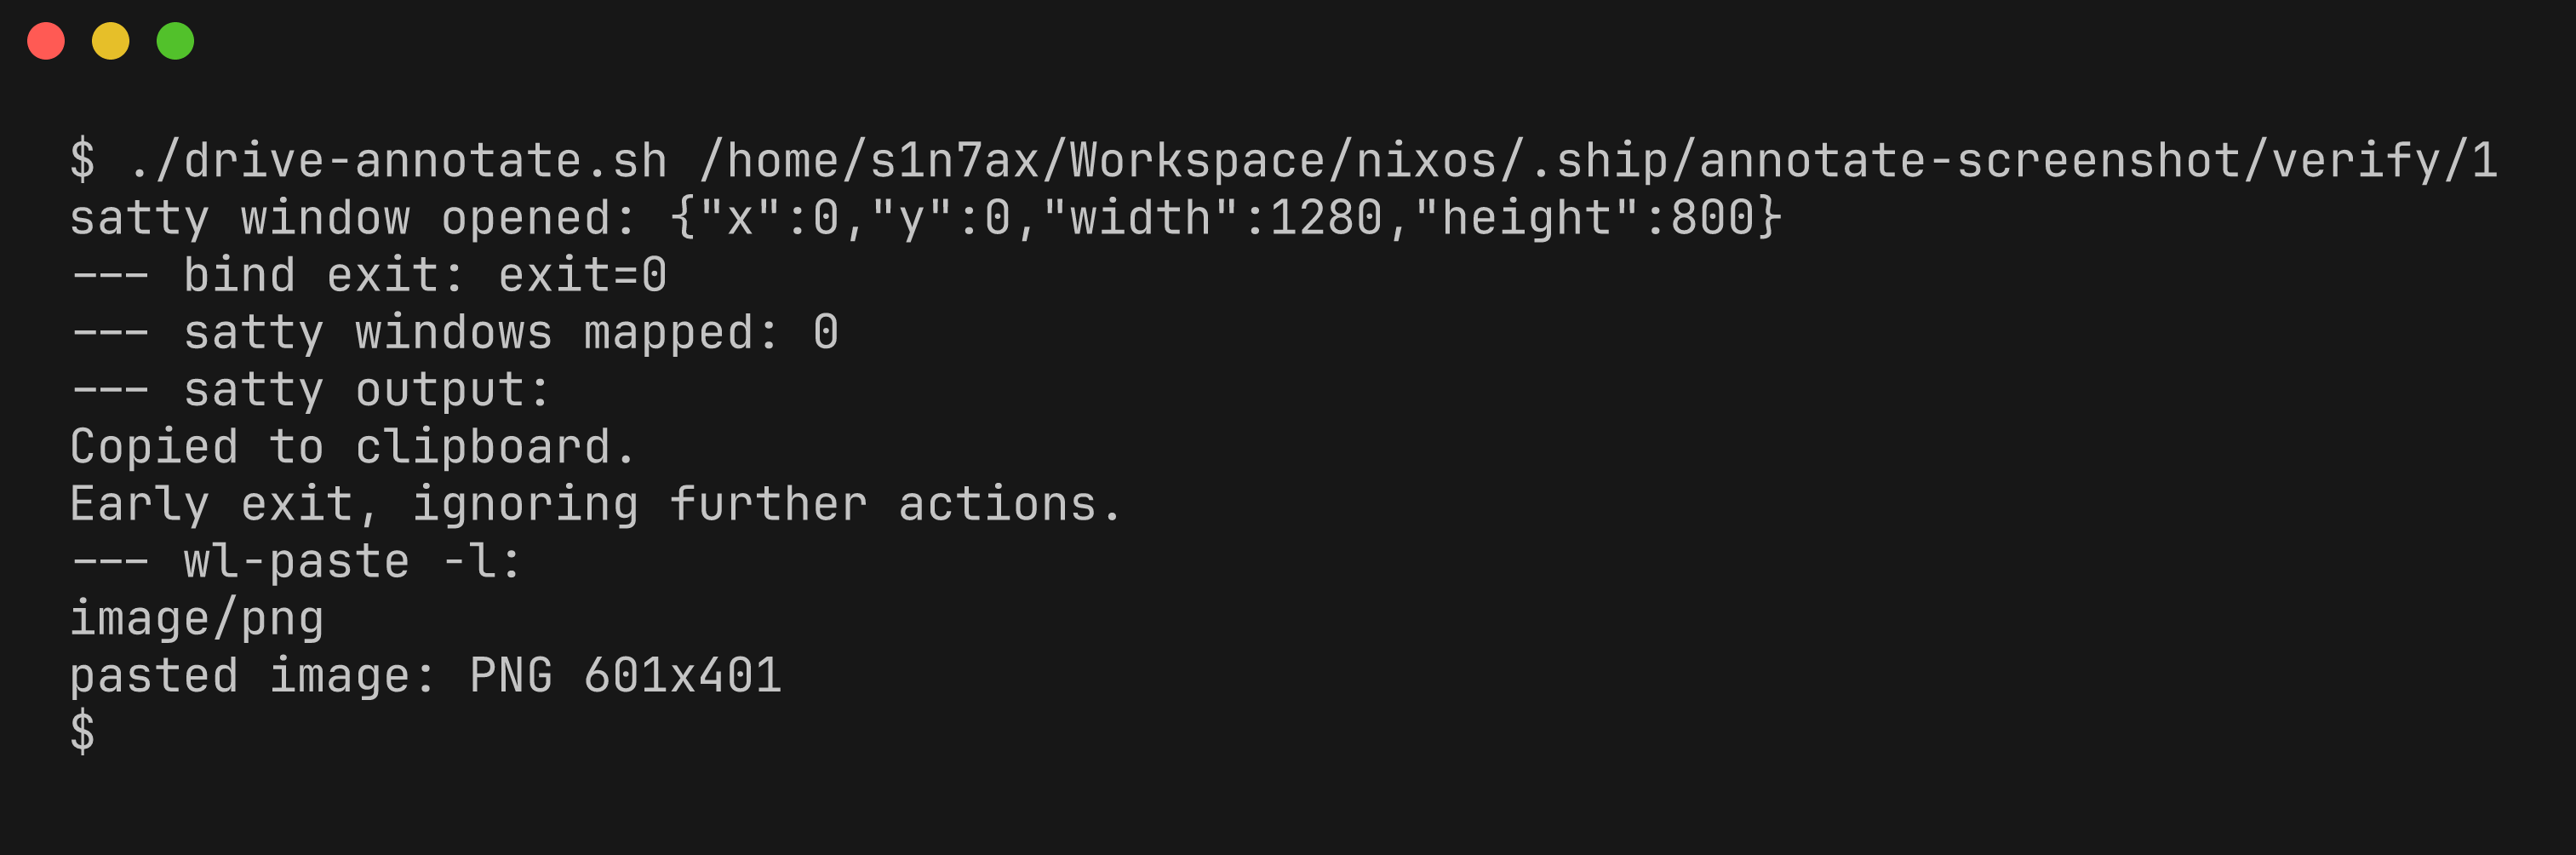 $ ./drive-annotate.sh /home/s1n7ax/Workspace/nixos/.ship/annotate-screenshot/verify/1
satty window opened: {"x":0,"y":0,"width":1280,"height":800}
--- bind exit: exit=0
--- satty windows mapped: 0
--- satty output:
Copied to clipboard.
Early exit, ignoring further actions.
--- wl-paste -l:
image/png
pasted image: PNG 601x401
$